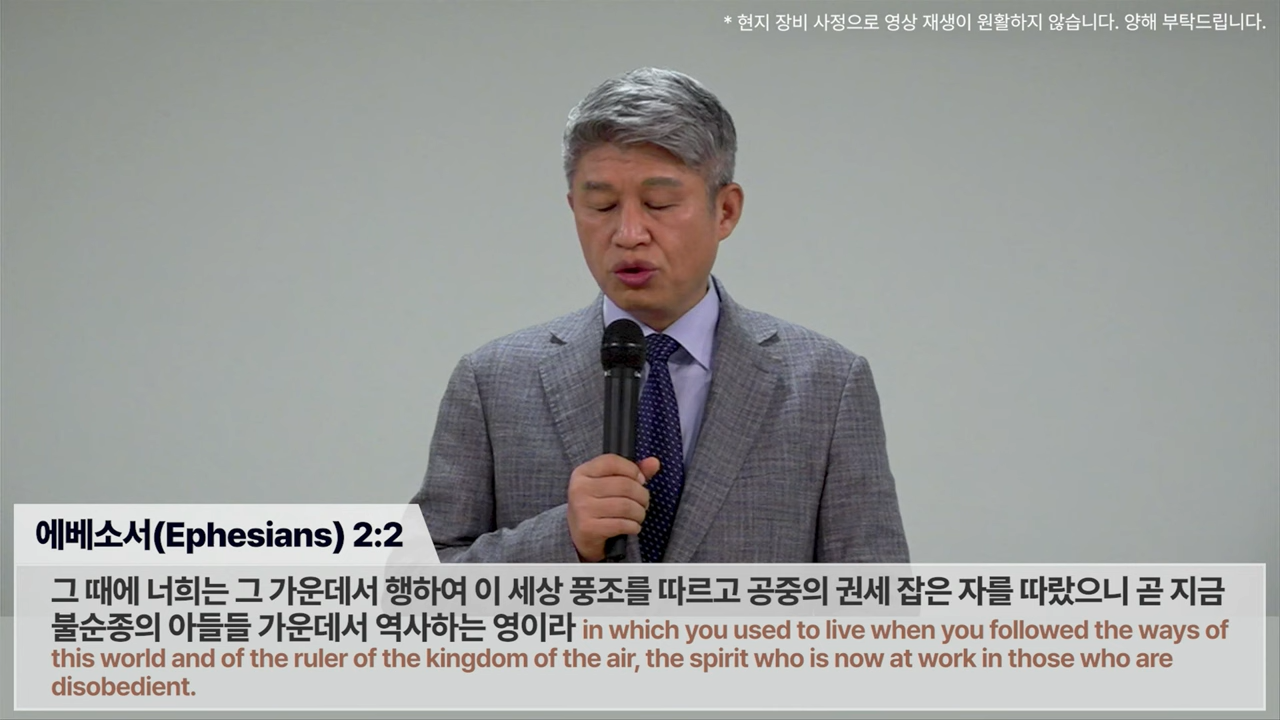 * 현지 장비 사정으로 영상 재생이 원활하지 않습니다. 양해 부탁드립니다.
에베소서(Ephesians) 2:2
그 때에 너희는 그 가운데서 행하여 이 세상 풍조를 따르고 공중의 권세 잡은 자를 따랐으니 곧 지금
불순종의 아들들 가운데서 역사하는 영이라 in which you used to live when you followed the ways of
this world and of the ruler of the kingdom of the air, the spirit who is now at work in those who are
disobedient.